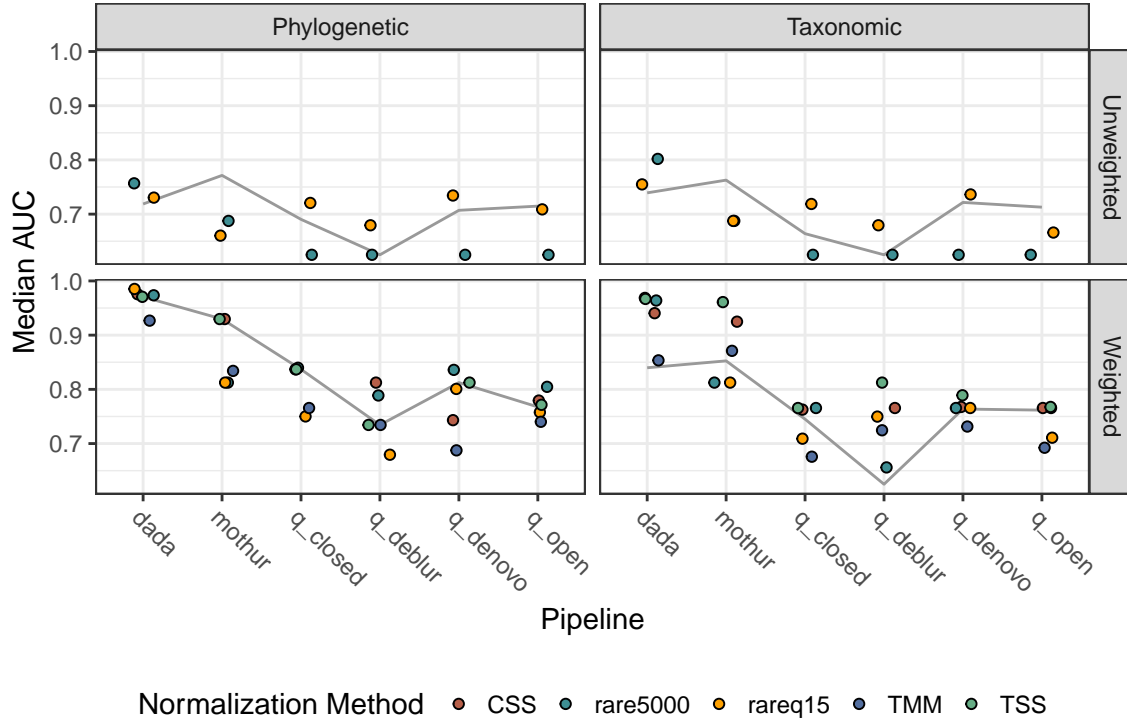 Phylogenetic
Taxonomic
1.0
0.9
0.8
0.7
Unweighted
1.0
0.9
0.8
0.7
Weighted
Median AUC
dada
mothur
q_closed
q_deblur
q_denovo
q_open
dada
mothur
q_closed
q_deblur
q_denovo
q_open
Pipeline
Normalization Method CSS rare5000 rareq15 TMM TSS